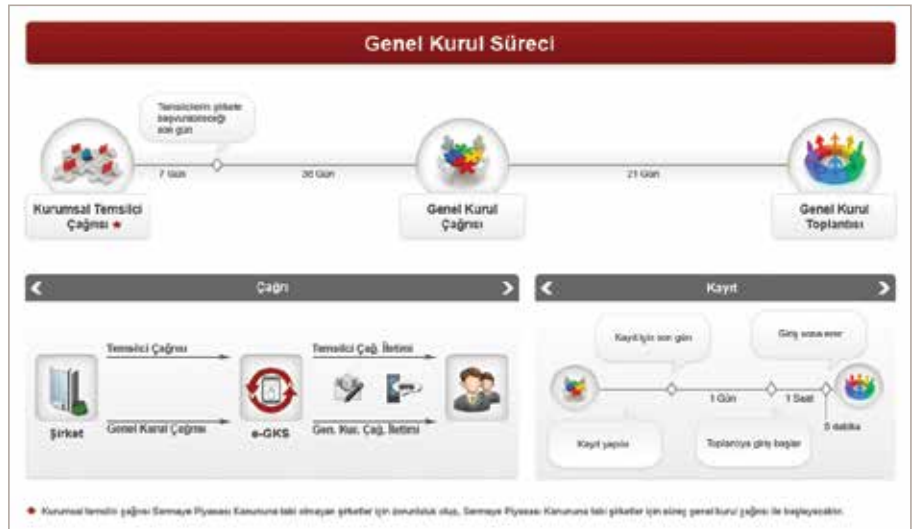 Genel Kurul Süreci
Temsilcilerin şirkete
başvurabileceği
son gün
7 Gün
38 Gün
21 Gün
Kurumsal Temsilci
Çağrısı
Genel Kurul
Çağrısı
Genel Kurul
Toplantısı
Çağrı
Temsilci Çağrısı
Temsilci Çağ. İletimi
Şirket
Genel Kurul Çağrısı
e-GKS
Gen. Kur. Çağ. İletimi
Kayıt
Kayıt için son gün
Giriş sona erer
1 Gün
1 Saat
5 dakika
Kayıt yapılır
Toplantıya giriş başlar
Kurumsal temsilci çağrısı Sermaye Piyasası Kanununa tabi olmayan şirketler için zorunluluk olup, Sermaye Piyasası Kanununa tabi şirketler için süreç genel kurul çağrısı ile başlayacaktır.